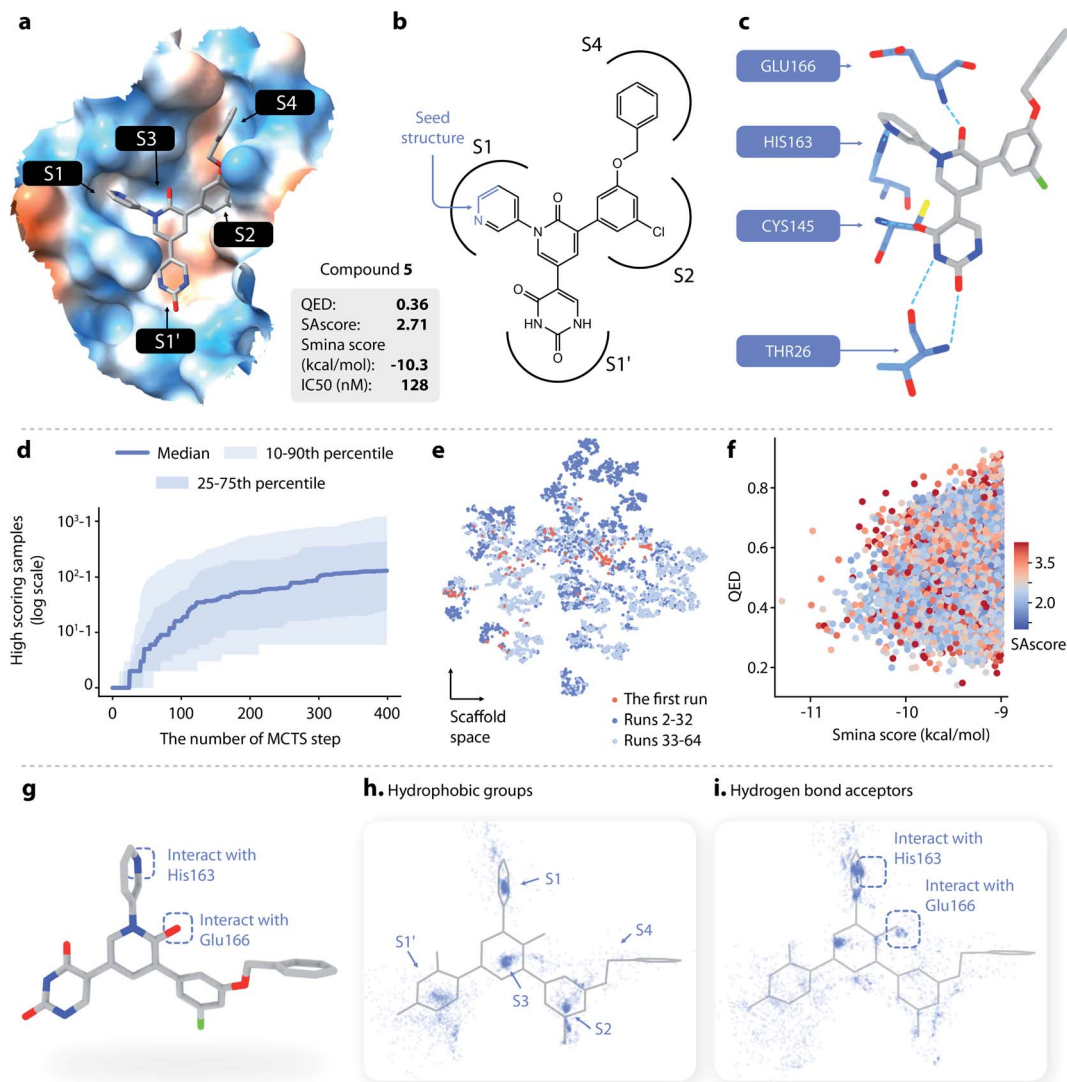 a
S4
S3
S1
S2
S1'
Compound 5
QED: 0.36
SAscore: 2.71
Smina score
(kcal/mol): -10.3
IC50 (nM): 128
b
S4
Seed
structure
S1
N
N
O
O
Cl
S2
O
NH
HN
O
S1'
c
GLU166
HIS163
CYS145
THR26
d
Median
10-90th percentile
25-75th percentile
High scoring samples
(log scale)
10³-1
10²-1
10¹-1
0
0 100 200 300 400
The number of MCTS step
e
Scaffold
space
The first run
Runs 2-32
Runs 33-64
f
QED
0.8
0.6
0.4
0.2
-11 -10 -9
Smina score (kcal/mol)
3.5
2.0
SAscore
g
Interact with
His163
Interact with
Glu166
h. Hydrophobic groups
S1
S1'
S4
S3
S2
i. Hydrogen bond acceptors
Interact with
His163
Interact with
Glu166